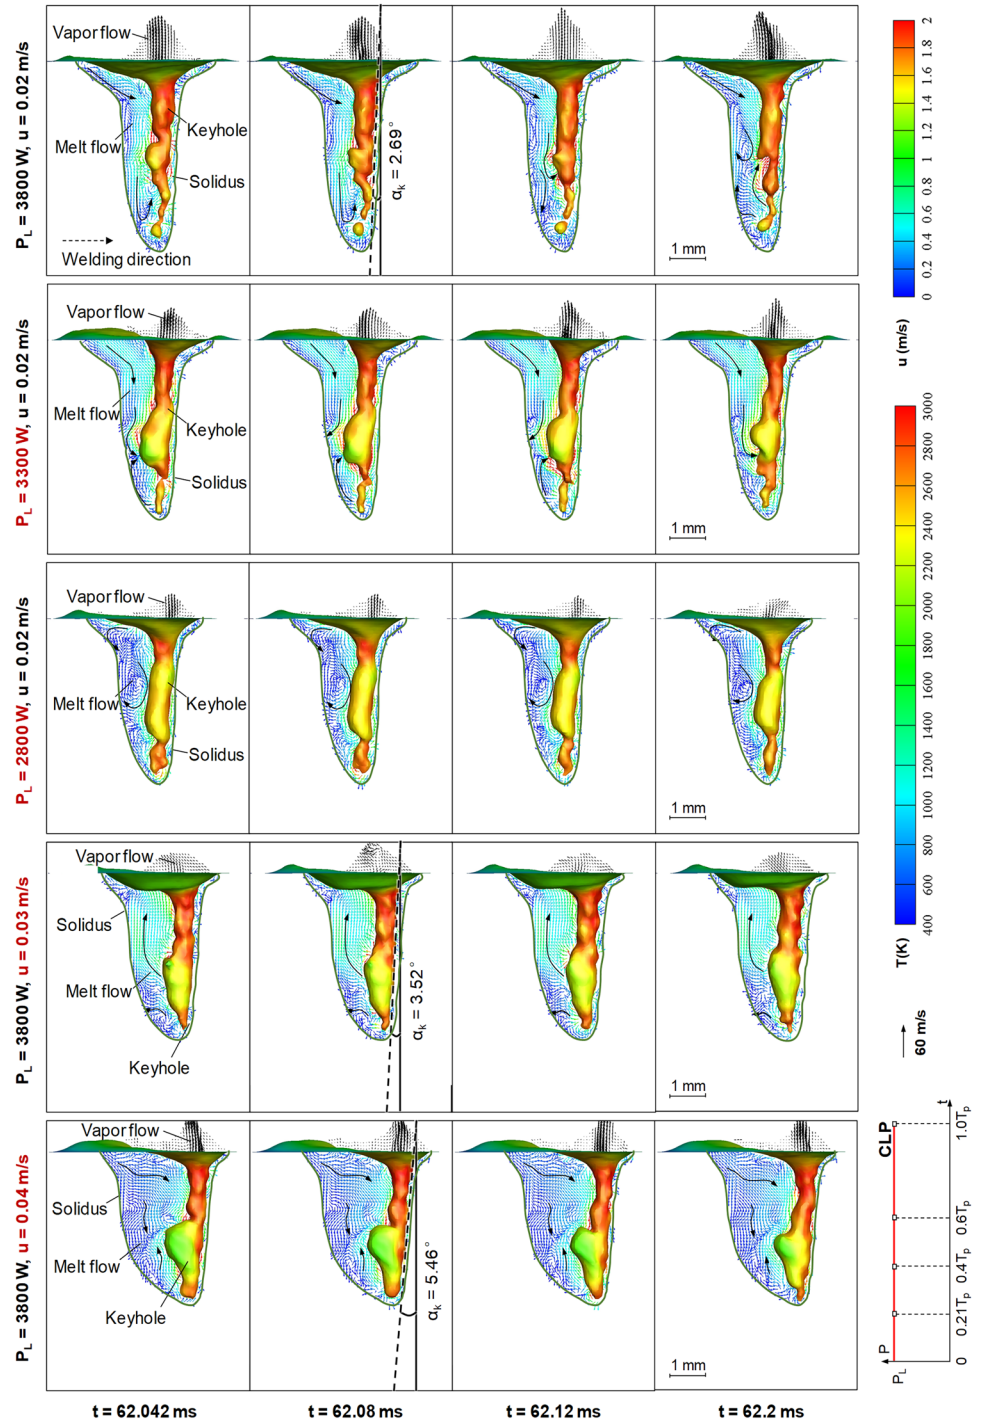 P_L = 3800 W, u = 0.02 m/s
Vapor flow
Keyhole
Melt flow
Solidus
Welding direction
α_k = 2.69°
1 mm
P_L = 3300 W, u = 0.02 m/s
Vapor flow
Melt flow
Keyhole
Solidus
1 mm
P_L = 2800 W, u = 0.02 m/s
Vapor flow
Melt flow
Keyhole
Solidus
1 mm
P_L = 3800 W, u = 0.03 m/s
Vapor flow
Solidus
Melt flow
Keyhole
α_k = 3.52°
1 mm
P_L = 3800 W, u = 0.04 m/s
Vapor flow
Solidus
Melt flow
Keyhole
α_k = 5.46°
1 mm
t = 62.042 ms
t = 62.08 ms
t = 62.12 ms
t = 62.2 ms
0 0.2 0.4 0.6 0.8 1 1.2 1.4 1.6 1.8 2
u (m/s)
400 600 800 1000 1200 1400 1600 1800 2000 2200 2400 2600 2800 3000
T(K)
60 m/s
CLP
P
P_L
0 0.21T_p 0.4T_p 0.6T_p 1.0T_p
t